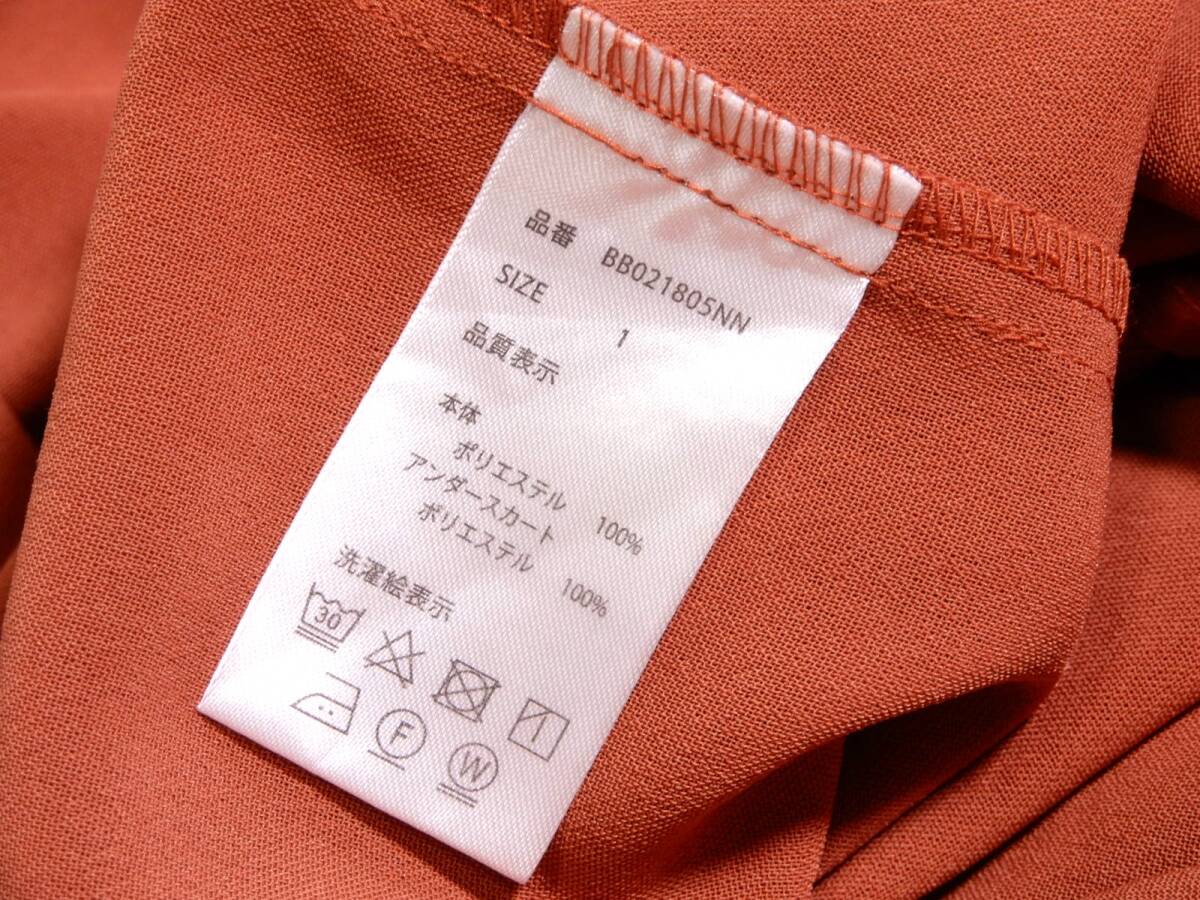 品番 BB021805NN
SIZE 1
品質表示
本体
ポリエステル 100%
アンダースカート
ポリエステル 100%
洗濯絵表示
30
F W